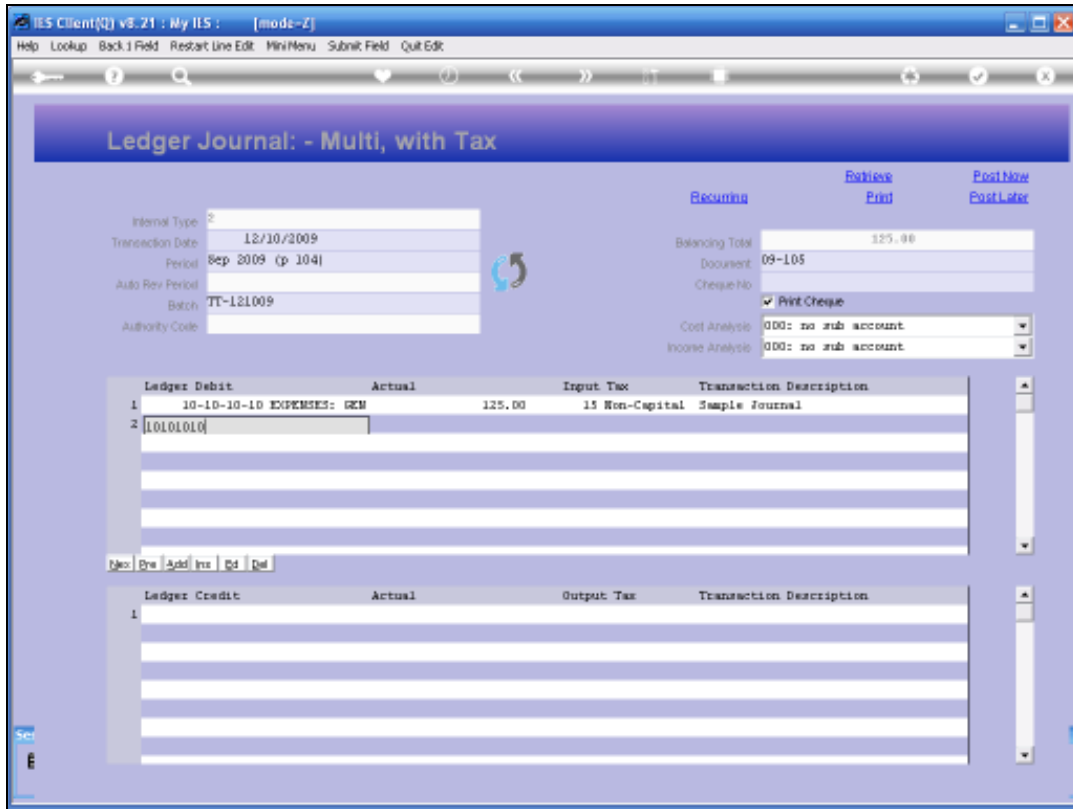 IES Client(Q) v8.21 : My IES : [mode-Z]
Help Lookup Back 1 Field Restart Line Edit MiniMenu Submit Field Quit Edit
Ledger Journal: - Multi, with Tax
Retrieve Post Now
Recurring Print Post Later
Internal Type 2
Transaction Date 12/10/2009 Balancing Total 125.00
Period Sep 2009 (p 104) Document 09-105
Auto Rev Period Cheque No
Batch TT-121009 Print Cheque
Authority Code Cost Analysis 000: no sub account
Income Analysis 000: no sub account
Ledger Debit Actual Input Tax Transaction Description
1 10-10-10-10 EXPENSES: GEN 125.00 15 Non-Capital Sample Journal
2 10101010
Nex Pre Add Ins Ed Del
Ledger Credit Actual Output Tax Transaction Description
1